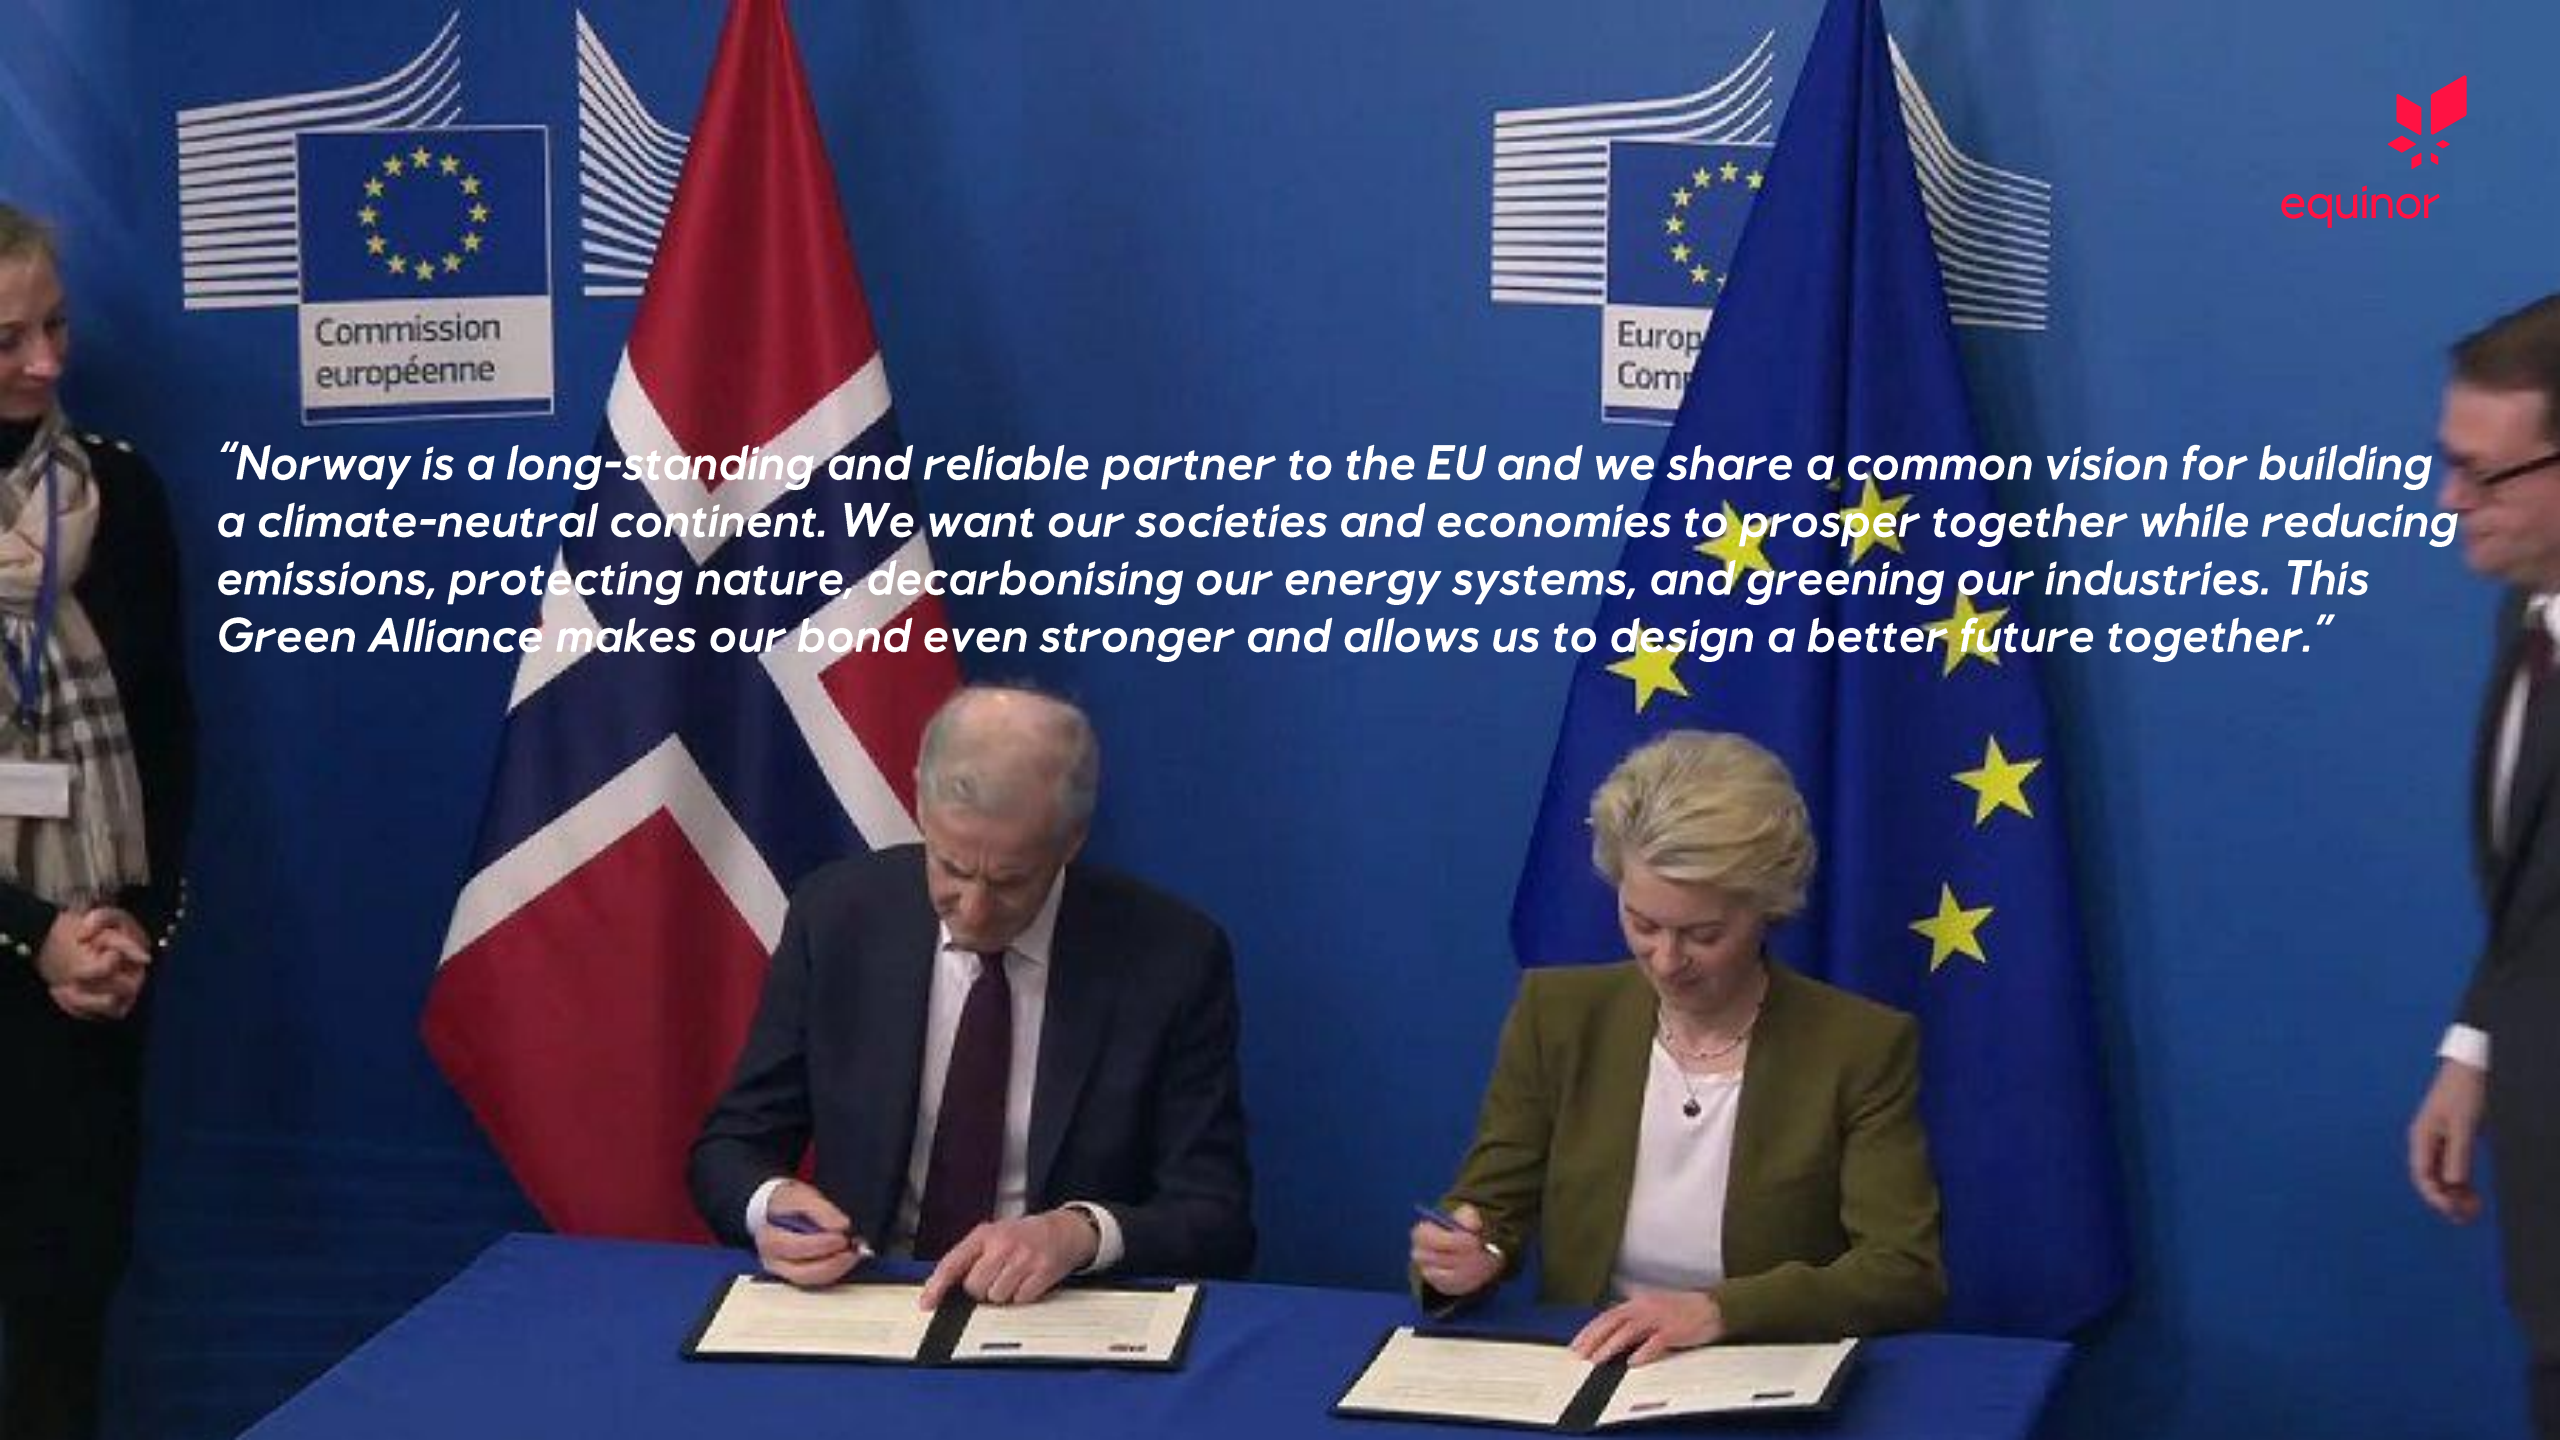 equinor
Commission
européenne
Europ
Com
“Norway is a long-standing and reliable partner to the EU and we share a common vision for building
a climate-neutral continent. We want our societies and economies to prosper together while reducing
emissions, protecting nature, decarbonising our energy systems, and greening our industries. This
Green Alliance makes our bond even stronger and allows us to design a better future together.”